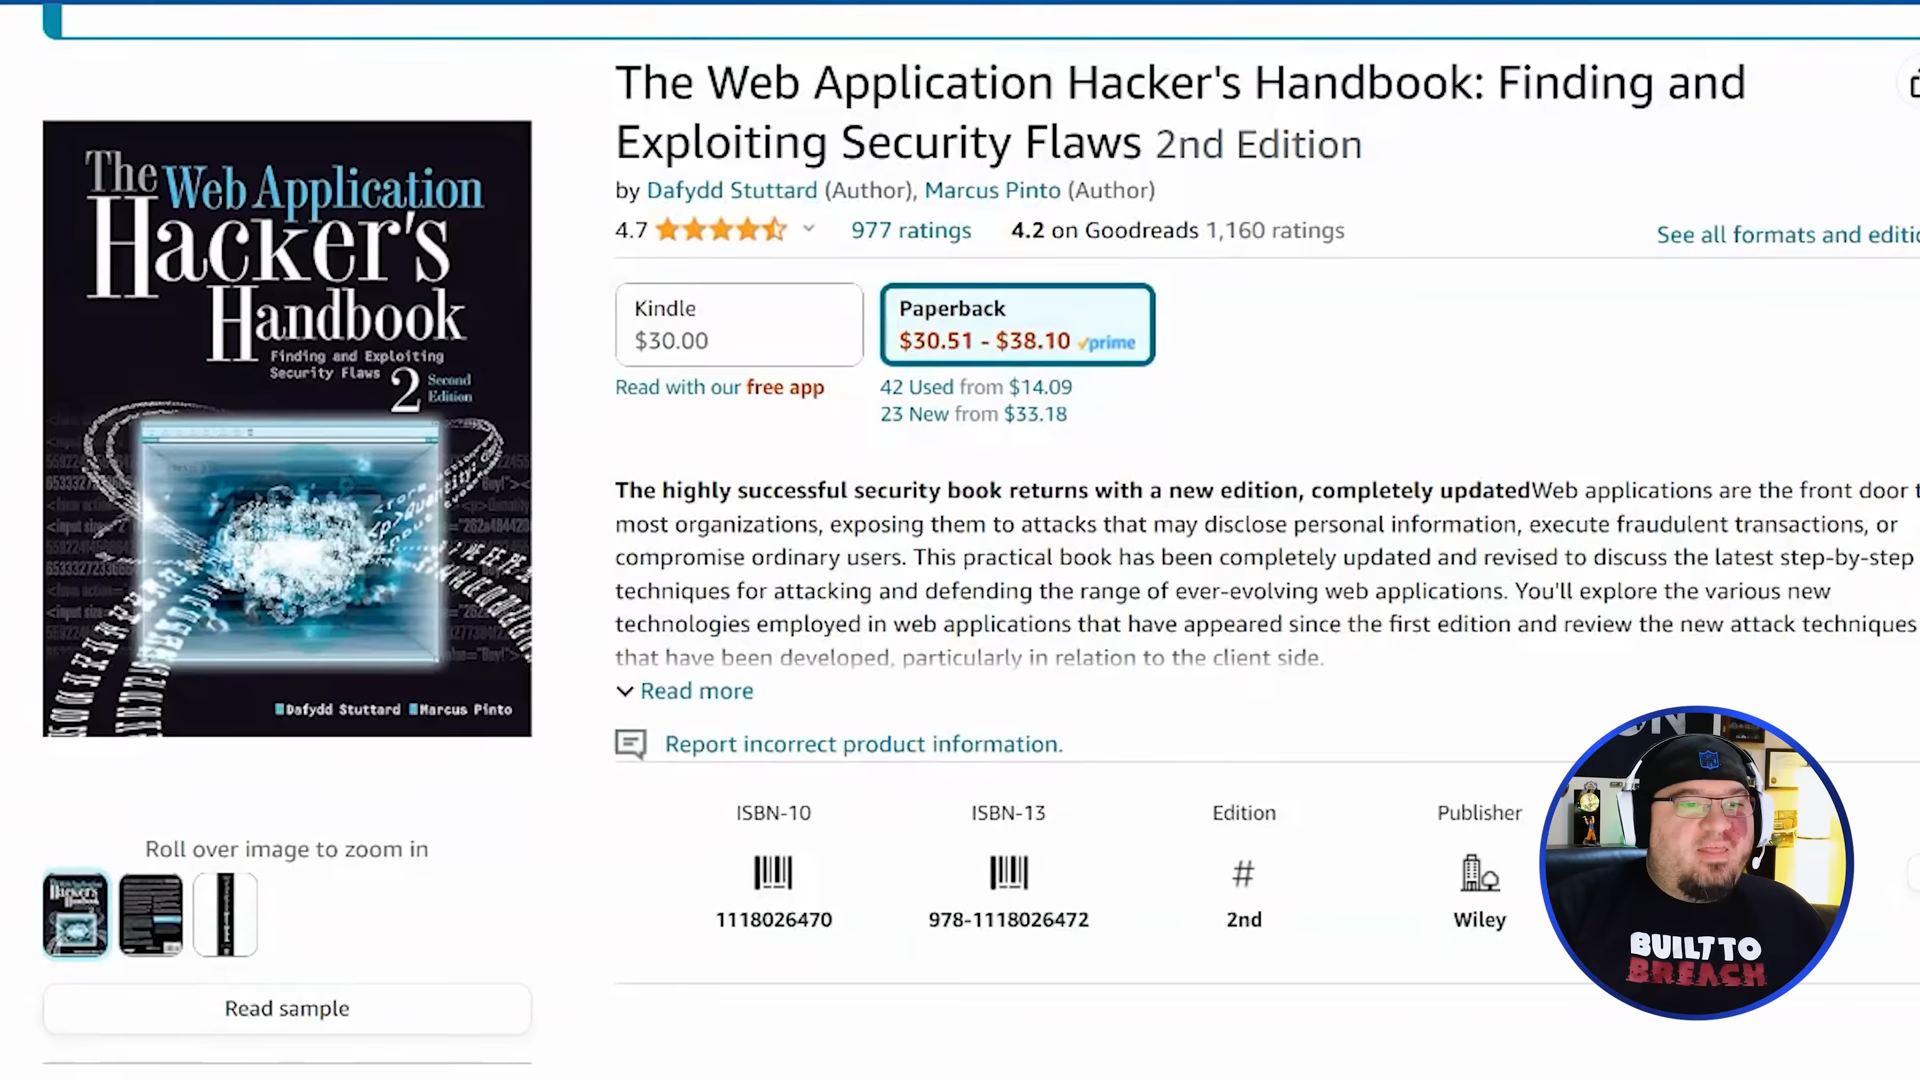 The Web Application Hacker's Handbook: Finding and
Exploiting Security Flaws 2nd Edition
by Dafydd Stuttard (Author), Marcus Pinto (Author)
4.7
977 ratings
4.2 on Goodreads 1,160 ratings
See all formats and
Kindle
$30.00
Paperback
$30.51 - $38.10 prime
Read with our free app
42 Used from $14.09
23 New from $33.18
The highly successful security book returns with a new edition, completely updatedWeb applications are the front door
most organizations, exposing them to attacks that may disclose personal information, execute fraudulent transactions, or
compromise ordinary users. This practical book has been completely updated and revised to discuss the latest step-by-step
techniques for attacking and defending the range of ever-evolving web applications. You'll explore the various new
technologies employed in web applications that have appeared since the first edition and review the new attack techniques
that have been developed, particularly in relation to the client side.
Read more
Report incorrect product information.
ISBN-10
1118026470
ISBN-13
978-1118026472
Edition
#
2nd
Publisher
Wiley
The Web Application
Hacker's
Handbook
Finding and Exploiting
Security Flaws
2
Second
Edition
Dafydd Stuttard Marcus Pinto
Roll over image to zoom in
Read sample
BUILT TO
BREACH